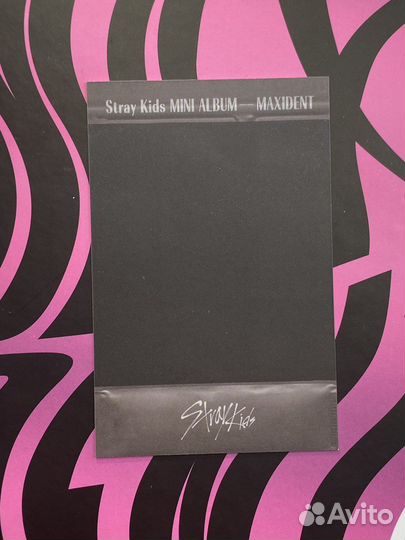 Stray Kids MINI ALBUM — MAXIDENT
Stray Kids
Avito